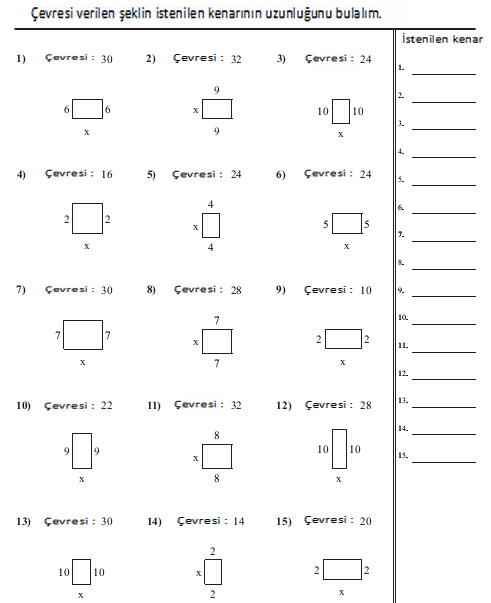 Çevresi verilen şeklin istenilen kenarının uzunluğunu bulalım.
İstenilen kenar
1) Çevresi : 30 2) Çevresi : 32 3) Çevresi : 24
9
6 6 x 10 10
x 9 x
4) Çevresi : 16 5) Çevresi : 24 6) Çevresi : 24
4
2 2 x 5 5
x 4 x
7) Çevresi : 30 8) Çevresi : 28 9) Çevresi : 10
7
7 7 x 2 2
x 7 x
10) Çevresi : 22 11) Çevresi : 32 12) Çevresi : 28
8
9 9 x 10 10
x 8 x
13) Çevresi : 30 14) Çevresi : 14 15) Çevresi : 20
2
10 10 x 2 2
x 2 x
1.
2.
3.
4.
5.
6.
7.
8.
9.
10.
11.
12.
13.
14.
15.